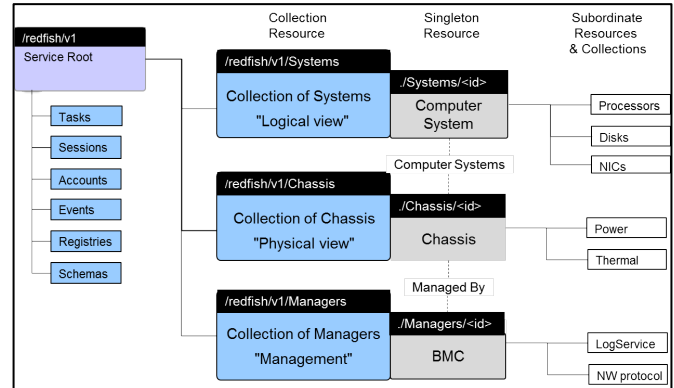 Collection
Resource
Singleton
Resource
Subordinate
Resources
& Collections
/redfish/v1
Service Root
Tasks
Sessions
Accounts
Events
Registries
Schemas
/redfish/v1/Systems
Collection of Systems
"Logical view"
./Systems/<id>
Computer
System
Processors
Disks
NICs
Computer Systems
/redfish/v1/Chassis
Collection of Chassis
"Physical view"
./Chassis/<id>
Chassis
Power
Thermal
Managed By
/redfish/v1/Managers
Collection of Managers
"Management"
./Managers/<id>
BMC
LogService
NW protocol